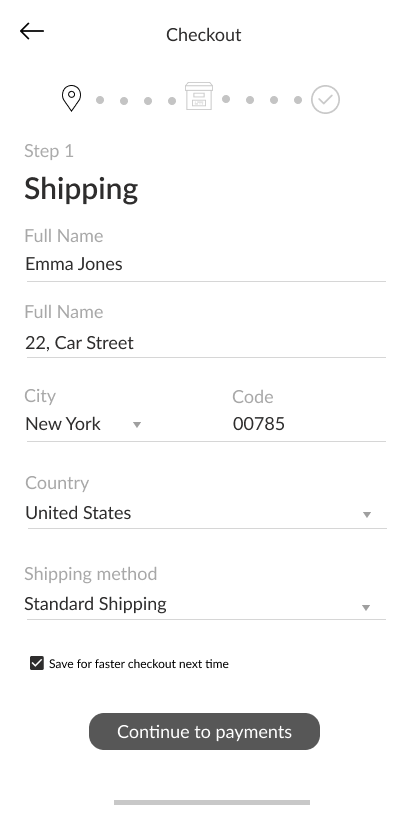 Checkout
Step 1
Shipping
Full Name
Emma Jones
Full Name
22, Car Street
City
Code
New York
00785
Country
United States
Shipping method
Standard Shipping
Save for faster checkout next time
Continue to payments